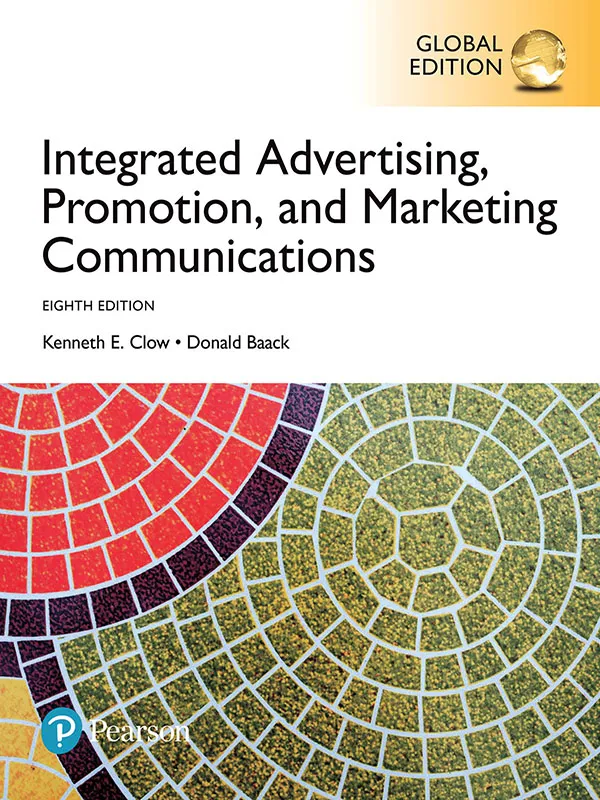 GLOBAL
EDITION
Integrated Advertising,
Promotion, and Marketing
Communications
EIGHTH EDITION
Kenneth E. Clow • Donald Baack
P Pearson